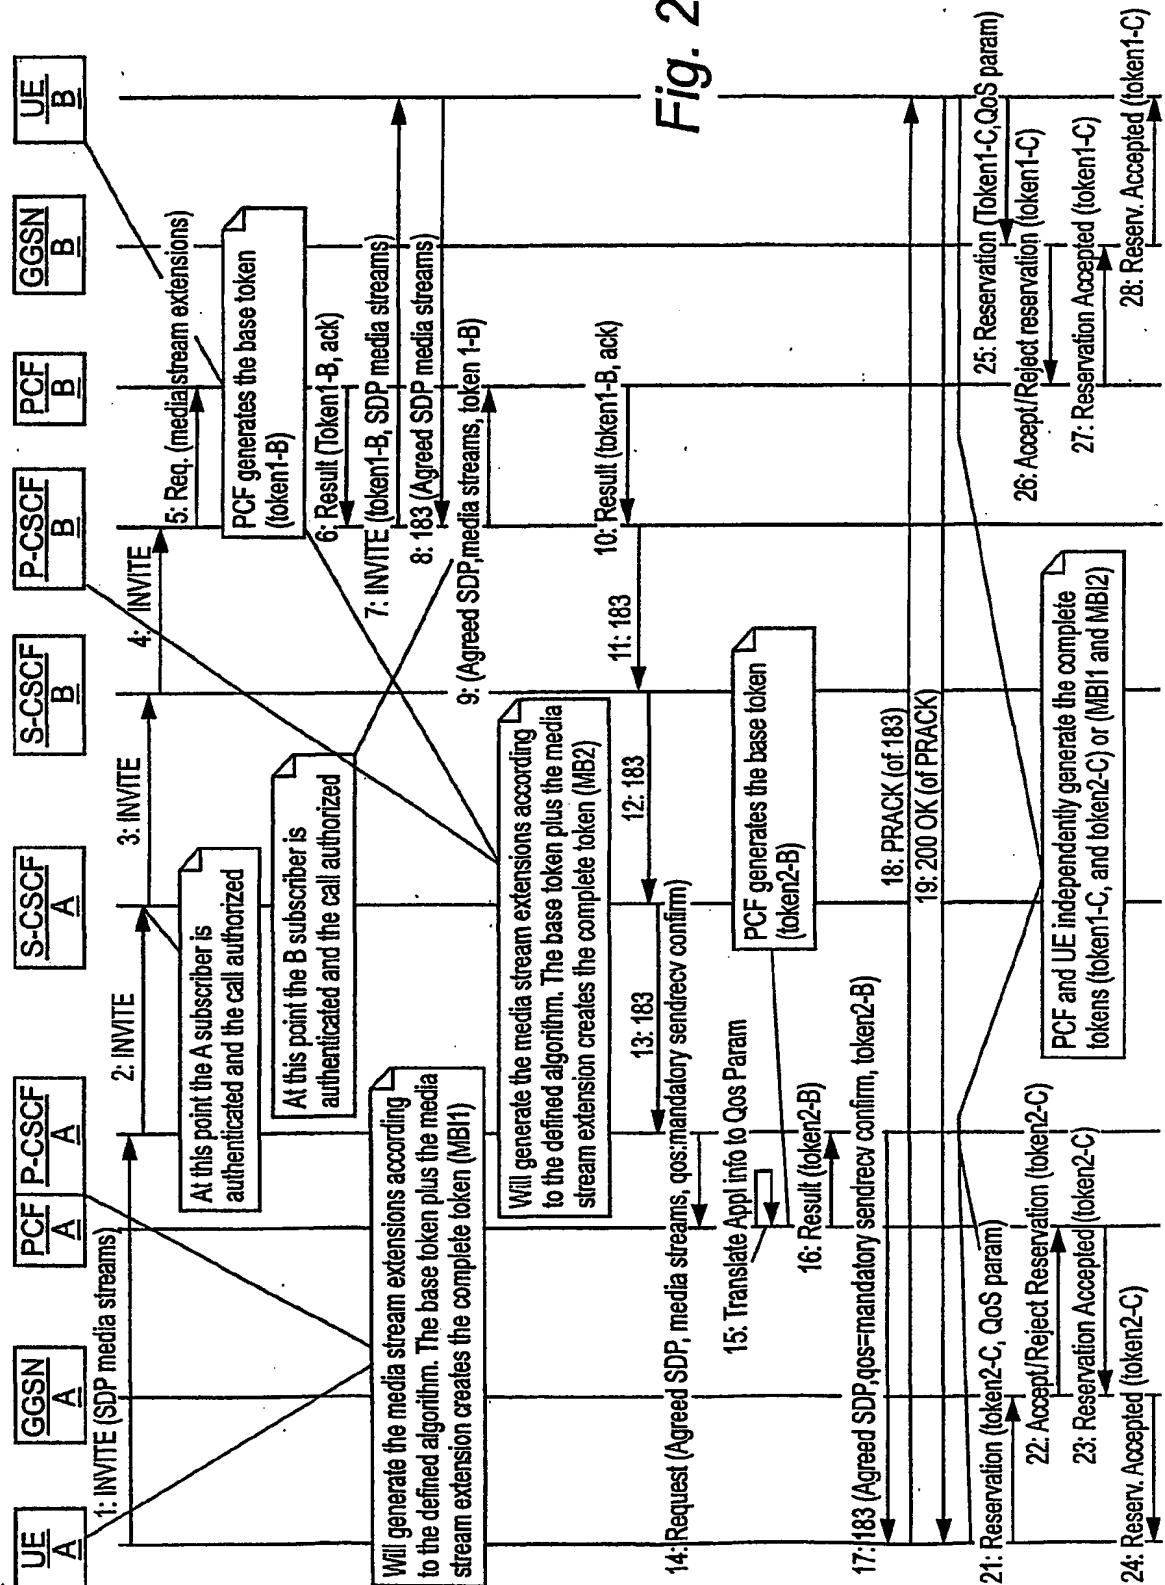 Fig. 2
UE
A
GGSN
A
PCF
A
P-CSCF
A
S-CSCF
A
S-CSCF
B
P-CSCF
B
PCF
B
GGSN
B
UE
B
1: INVITE (SDP media streams)
2: INVITE
3: INVITE
4: INVITE
5: Req. (media stream extensions)
At this point the A subscriber is
authenticated and the call authorized
PCF generates the base token
(token1-B)
At this point the B subscriber is
authenticated and the call authorized
6: Result (Token1-B, ack)
7: INVITE (token1-B, SDP media streams)
Will generate the media stream extensions according
to the defined algorithm. The base token plus the media
stream extension creates the complete token (MBI1)
8: 183 (Agreed SDP media streams)
9: (Agreed SDP,media streams, token 1-B)
Will generate the media stream extensions according
to the defined algorithm. The base token plus the media
stream extension creates the complete token (MB2)
10: Result (token1-B, ack)
11: 183
12: 183
13: 183
14:Request (Agreed SDP, media streams, qos:mandatory sendrecv confirm)
15: Translate Appl info to Qos Param
PCF generates the base token
(token2-B)
16: Result (token2-B)
17: 183 (Agreed SDP,qos=mandatory sendrecv confirm, token2-B)
18: PRACK (of 183)
19: 200 OK (of PRACK)
PCF and UE independently generate the complete
tokens (token1-C, and token2-C) or (MBI1 and MBI2)
21: Reservation (token2-C, QoS param)
22: Accept/Reject Reservation (token2-C)
23: Reservation Accepted (token2-C)
24: Reserv. Accepted (token2-C)
25: Reservation (Token1-C,QoS param)
26: Accept/Reject reservation (token1-C)
27: Reservation Accepted (token1-C)
28: Reserv. Accepted (token1-C)